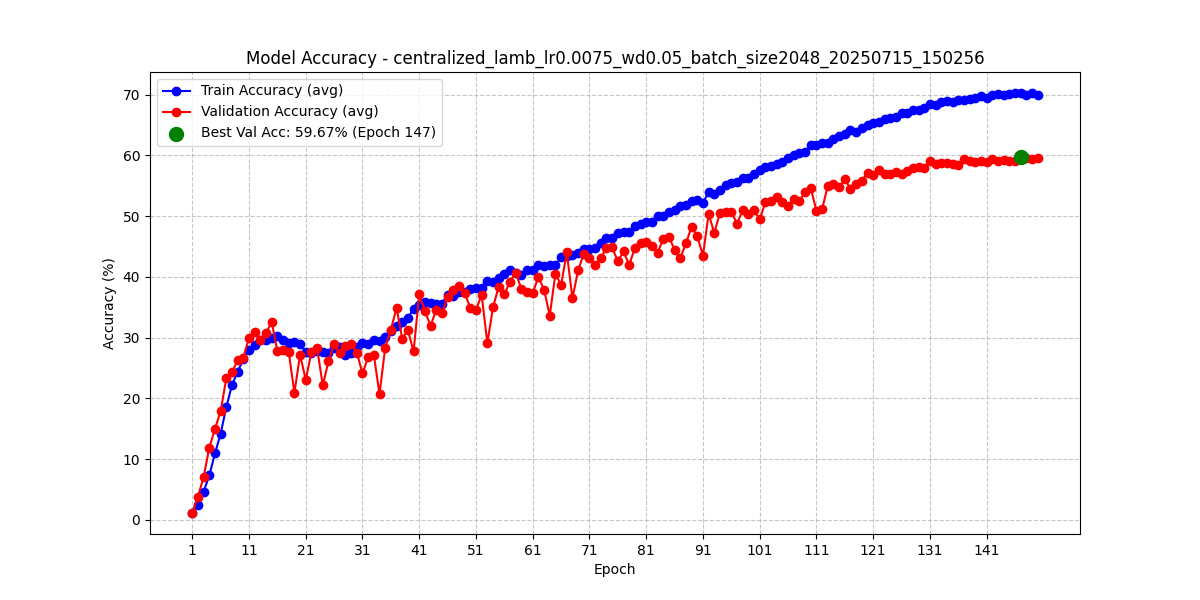 Model Accuracy - centralized_lamb_lr0.0075_wd0.05_batch_size2048_20250715_150256
Train Accuracy (avg)
Validation Accuracy (avg)
Best Val Acc: 59.67% (Epoch 147)
Accuracy (%)
70
60
50
40
30
20
10
0
1 11 21 31 41 51 61 71 81 91 101 111 121 131 141
Epoch